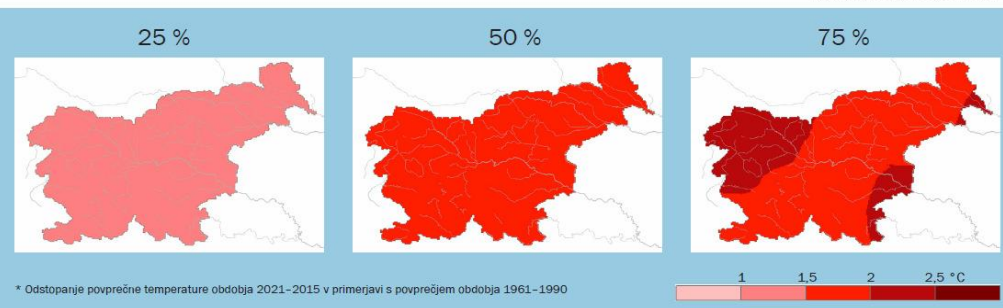 25 %
50 %
75 %
* Odstopanje povprečne temperature obdobja 2021–2015 v primerjavi s povprečjem obdobja 1961–1990
1 1,5 2 2,5 °C